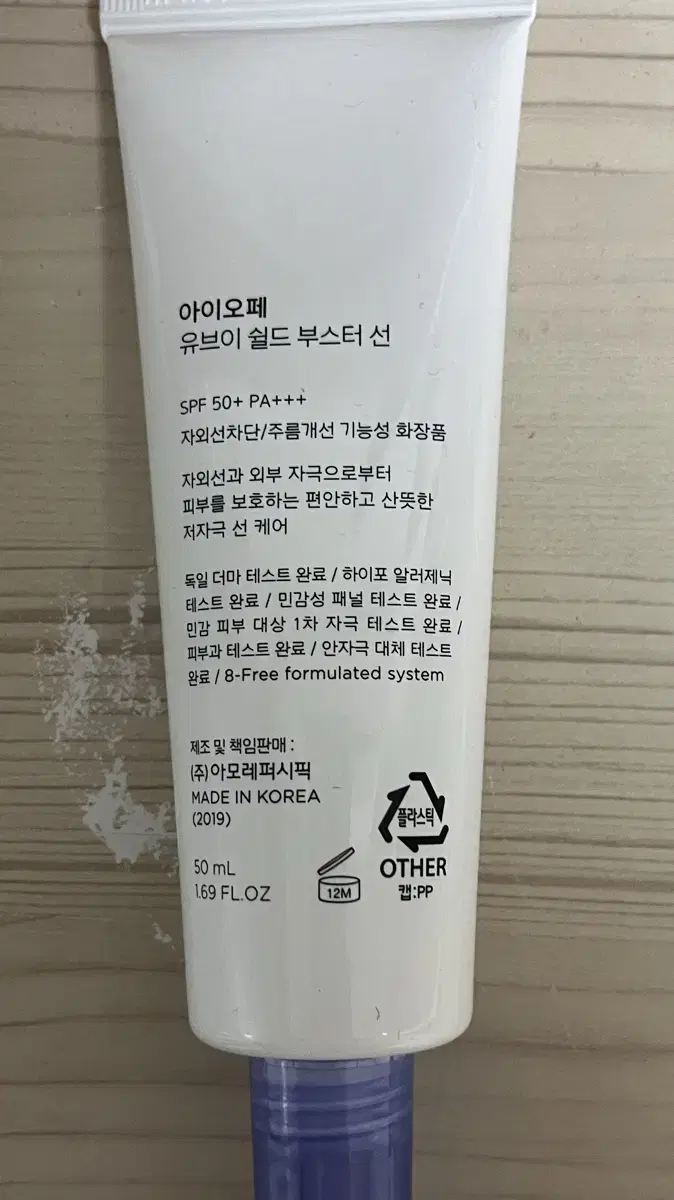 아이오페
유브이 쉴드 부스터 선
SPF 50+ PA+++
자외선차단/주름개선 기능성 화장품
자외선과 외부 자극으로부터
피부를 보호하는 편안하고 산뜻한
저자극 선 케어
독일 더마 테스트 완료 / 하이포 알러제닉
테스트 완료 / 민감성 패널 테스트 완료 /
민감 피부 대상 1차 자극 테스트 완료 /
피부과 테스트 완료 / 안자극 대체 테스트
완료 / 8-Free formulated system
제조 및 책임판매 :
(주)아모레퍼시픽
MADE IN KOREA
(2019)
플라스틱
OTHER
캡:PP
50 mL
1.69 FL.OZ
12M